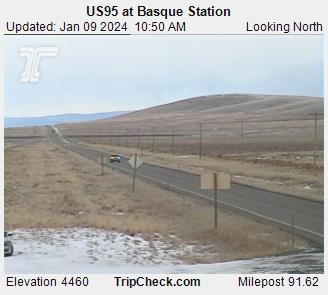 US95 at Basque Station
Updated: Jan 09 2024 10:50 AM Looking North
Elevation 4460 TripCheck.com Milepost 91.62